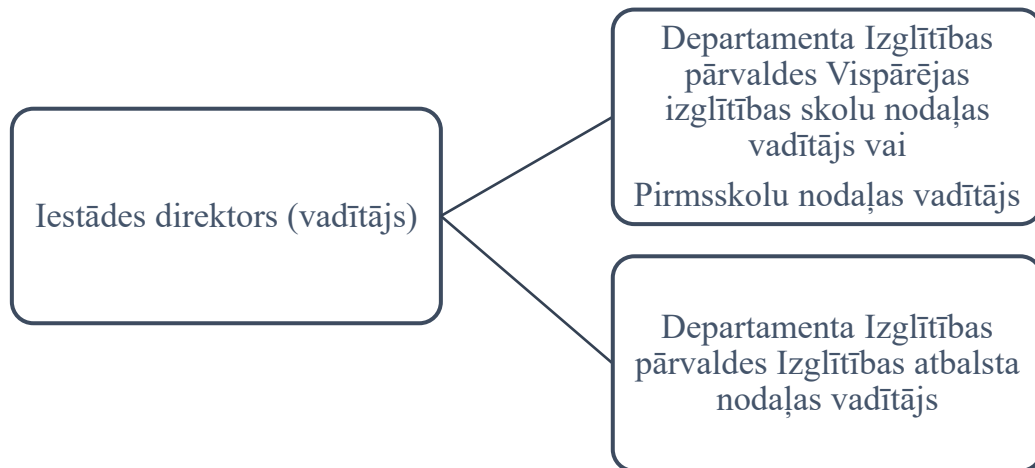 Iestādes direktors (vadītājs)
Departamenta Izglītības
pārvaldes Vispārējas
izglītības skolu nodaļas
vadītājs vai
Pirmsskolu nodaļas vadītājs
Departamenta Izglītības
pārvaldes Izglītības atbalsta
nodaļas vadītājs